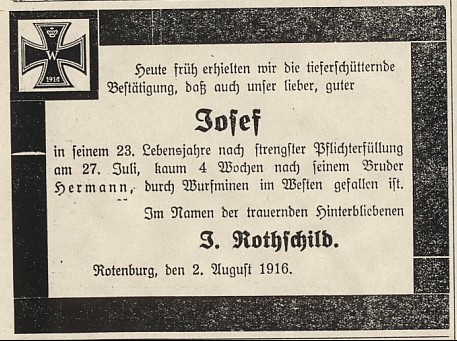 W
1914
Heute früh erhielten wir die tieferschütternde
Bestätigung, daß auch unser lieber, guter
Josef
in seinem 23. Lebensjahre nach strengster Pflichterfüllung
am 27. Juli, kaum 4 Wochen nach seinem Bruder
Hermann, durch Wurfminen im Westen gefallen ist.
Im Namen der trauernden Hinterbliebenen
J. Rothschild.
Rotenburg, den 2. August 1916.